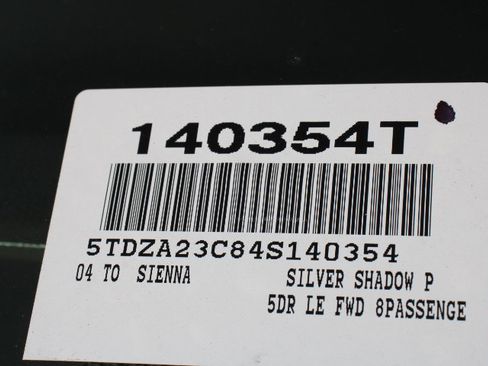 140354T
5TDZA23C84S140354
04 TO SIENNA SILVER SHADOW P
5DR LE FWD 8PASSENGE